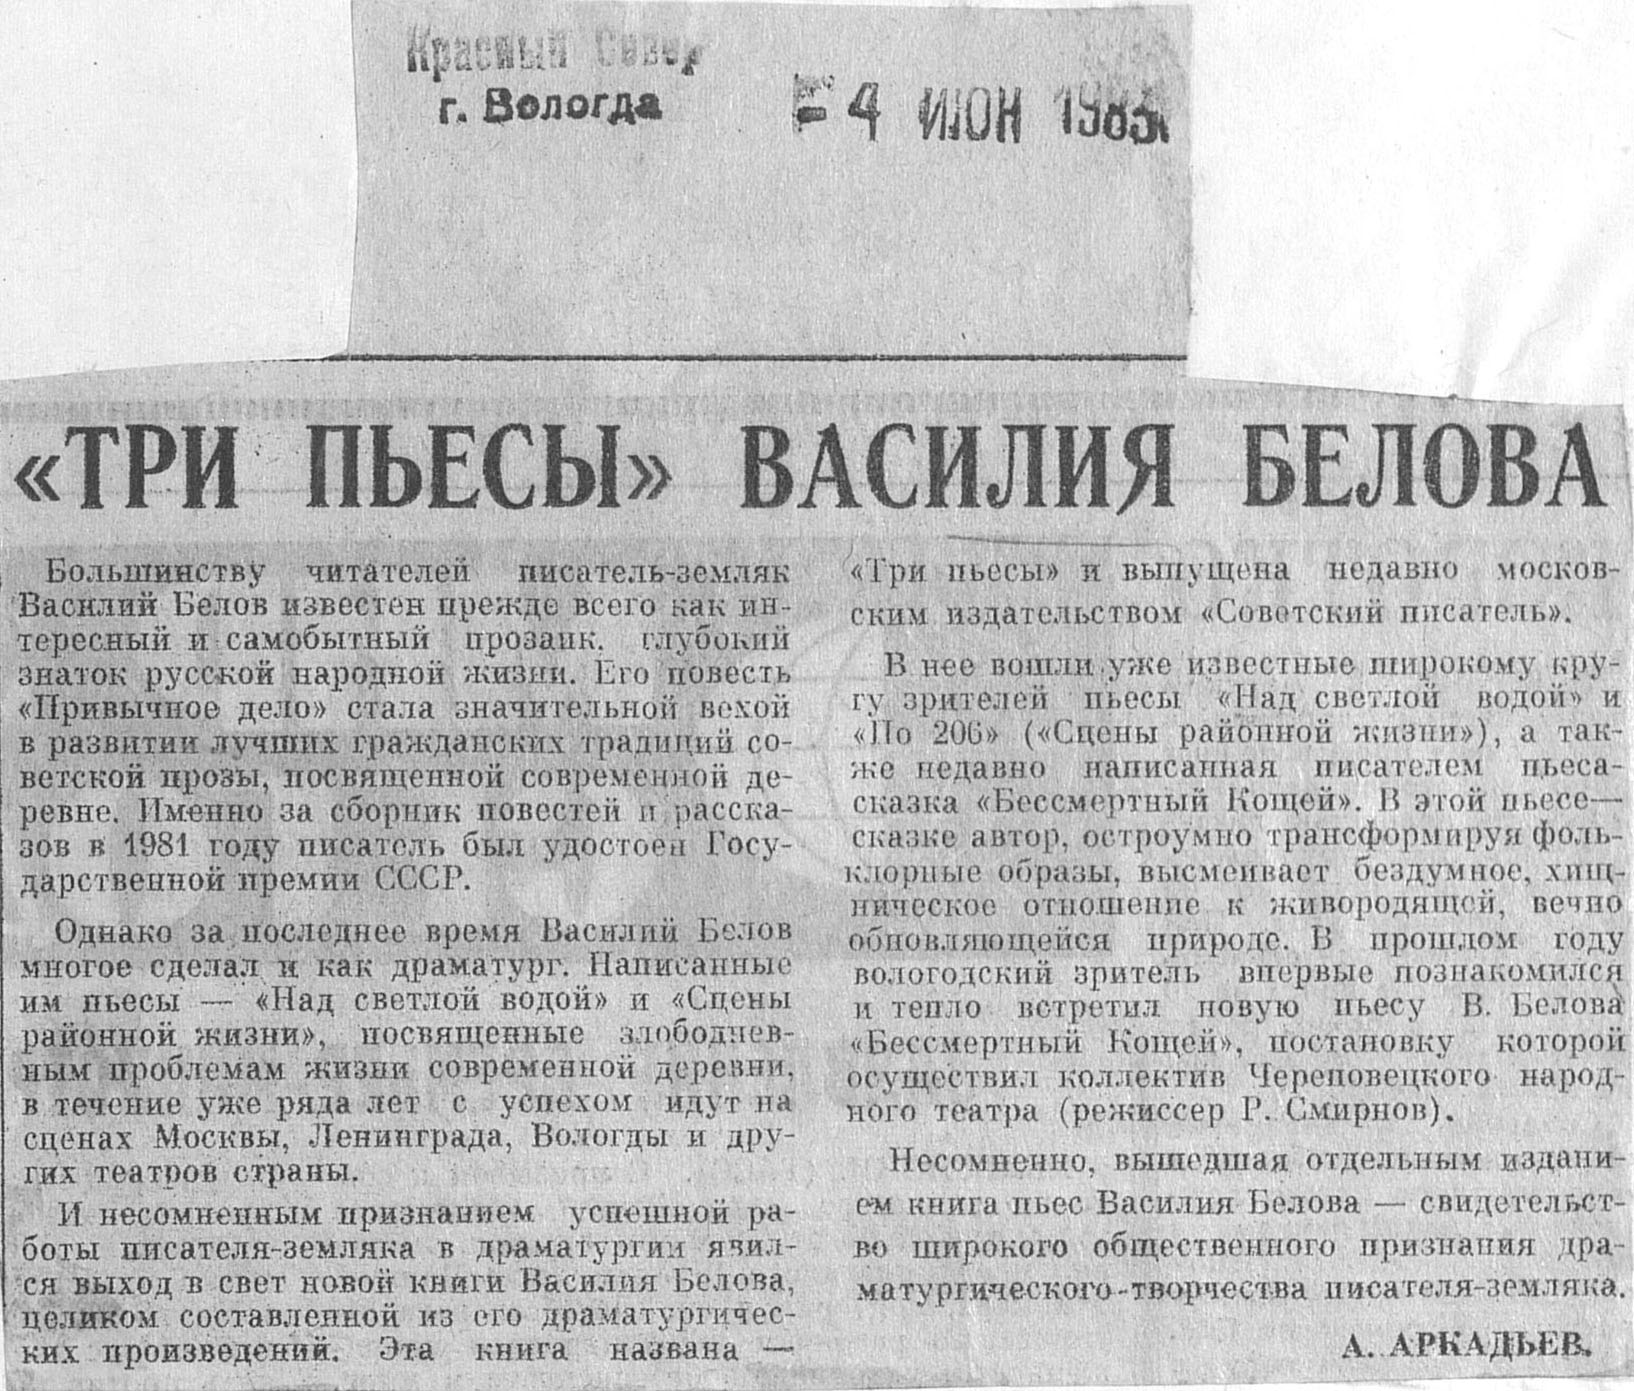 Красный Север
г. Вологда
- 4 ИЮН 1983
«ТРИ ПЬЕСЫ» ВАСИЛИЯ БЕЛОВА
Большинству читателей писатель-земляк
Василий Белов известен прежде всего как ин-
тересный и самобытный прозаик, глубокий
знаток русской народной жизни. Его повесть
«Привычное дело» стала значительной вехой
в развитии лучших гражданских традиций со-
ветской прозы, посвященной современной де-
ревне. Именно за сборник повестей и расска-
зов в 1981 году писатель был удостоен Госу-
дарственной премии СССР.
Однако за последнее время Василий Белов
многое сделал и как драматург. Написанные
им пьесы — «Над светлой водой» и «Сцены
районной жизни», посвященные злободнев-
ным проблемам жизни современной деревни,
в течение уже ряда лет с успехом идут на
сценах Москвы, Ленинграда, Вологды и дру-
гих театров страны.
И несомненным признанием успешной ра-
боты писателя-земляка в драматургии явил-
ся выход в свет новой книги Василия Белова,
целиком составленной из его драматургичес-
ких произведений. Эта книга названа —
«Три пьесы» и выпущена недавно москов-
ским издательством «Советский писатель».
В нее вошли уже известные широкому кру-
гу зрителей пьесы «Над светлой водой» и
«По 206» («Сцены районной жизни»), а так-
же недавно написанная писателем пьеса-
сказка «Бессмертный Кощей». В этой пьесе—
сказке автор, остроумно трансформируя фоль-
клорные образы, высмеивает бездумное, хищ-
ническое отношение к живородящей, вечно
обновляющейся природе. В прошлом году
вологодский зритель впервые познакомился
и тепло встретил новую пьесу В. Белова
«Бессмертный Кощей», постановку которой
осуществил коллектив Череповецкого народ-
ного театра (режиссер Р. Смирнов).
Несомненно, вышедшая отдельным издани-
ем книга пьес Василия Белова — свидетельст-
во широкого общественного признания дра-
матургического творчества писателя-земляка.
А. АРКАДЬЕВ.